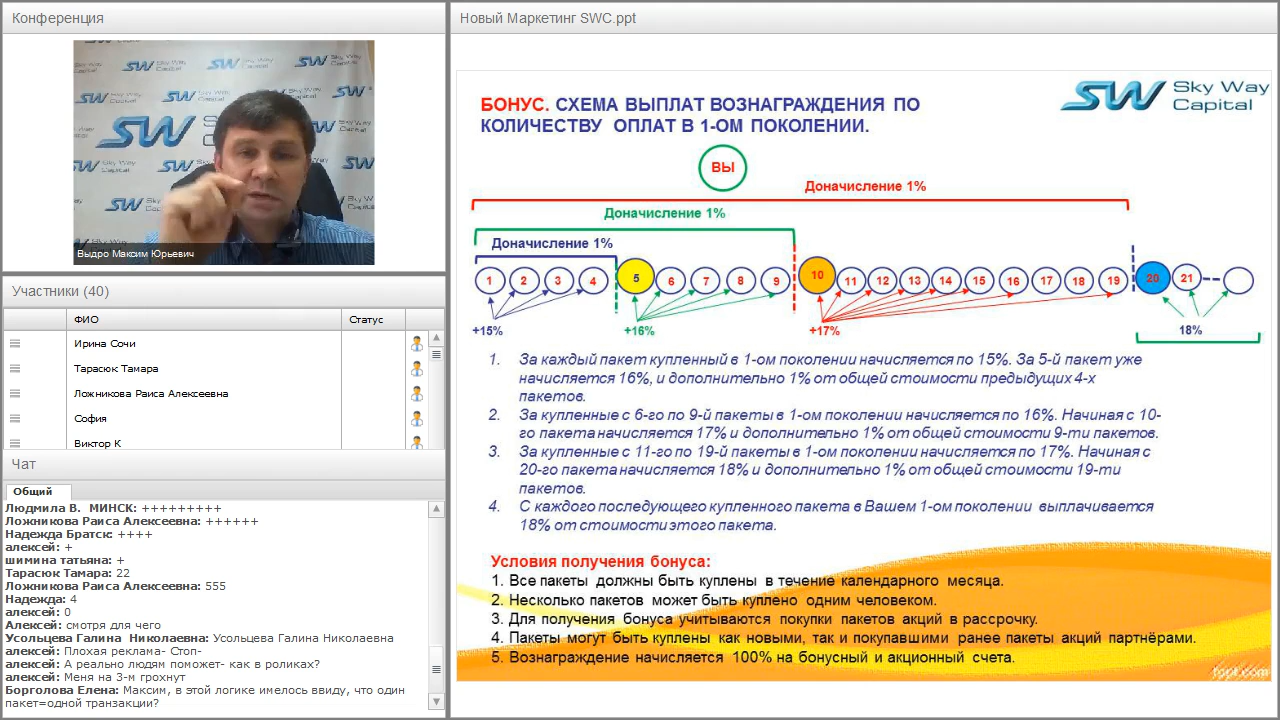 Конференция
SW
Sky Way
Capital
Выдро Максим Юрьевич
Участники (40)
ФИО
Статус
Ирина Сочи
Тарасюк Тамара
Ложникова Раиса Алексеевна
София
Виктор К
Чат
Общий
Людмила В. МИНСК: +++++++++
Ложникова Раиса Алексеевна: ++++++
Надежда Братск: ++++
алексей: +
шимина татьяна: +
Тарасюк Тамара: 22
Ложникова Раиса Алексеевна: 555
Надежда: 4
алексей: 0
Алексей: смотря для чего
Усольцева Галина Николаевна: Усольцева Галина Николаевна
алексей: Плохая реклама- Стоп-
алексей: А реально людям поможет- как в роликах?
алексей: Меня на 3-м грохнут
Борголова Елена: Максим, в этой логике имелось ввиду, что один
пакет=одной транзакции?
Новый Маркетинг SWC.ppt
SW Sky Way
Capital
БОНУС. СХЕМА ВЫПЛАТ ВОЗНАГРАЖДЕНИЯ ПО
КОЛИЧЕСТВУ ОПЛАТ В 1-ОМ ПОКОЛЕНИИ.
ВЫ
Доначисление 1%
Доначисление 1%
Доначисление 1%
1 2 3 4 5 6 7 8 9 10 11 12 13 14 15 16 17 18 19 20 21
+15% +16% +17% 18%
1. За каждый пакет купленный в 1-ом поколении начисляется по 15%. За 5-й пакет уже
начисляется 16%, и дополнительно 1% от общей стоимости предыдущих 4-х
пакетов.
2. За купленные с 6-го по 9-й пакеты в 1-ом поколении начисляется по 16%. Начиная с 10-
го пакета начисляется 17% и дополнительно 1% от общей стоимости 9-ти пакетов.
3. За купленные с 11-го по 19-й пакеты в 1-ом поколении начисляется по 17%. Начиная с
20-го пакета начисляется 18% и дополнительно 1% от общей стоимости 19-ти
пакетов.
4. С каждого последующего купленного пакета в Вашем 1-ом поколении выплачивается
18% от стоимости этого пакета.
Условия получения бонуса:
1. Все пакеты должны быть куплены в течение календарного месяца.
2. Несколько пакетов может быть куплено одним человеком.
3. Для получения бонуса учитываются покупки пакетов акций в рассрочку.
4. Пакеты могут быть куплены как новыми, так и покупавшими ранее пакеты акций партнёрами.
5. Вознаграждение начисляется 100% на бонусный и акционный счета.
fppt.com